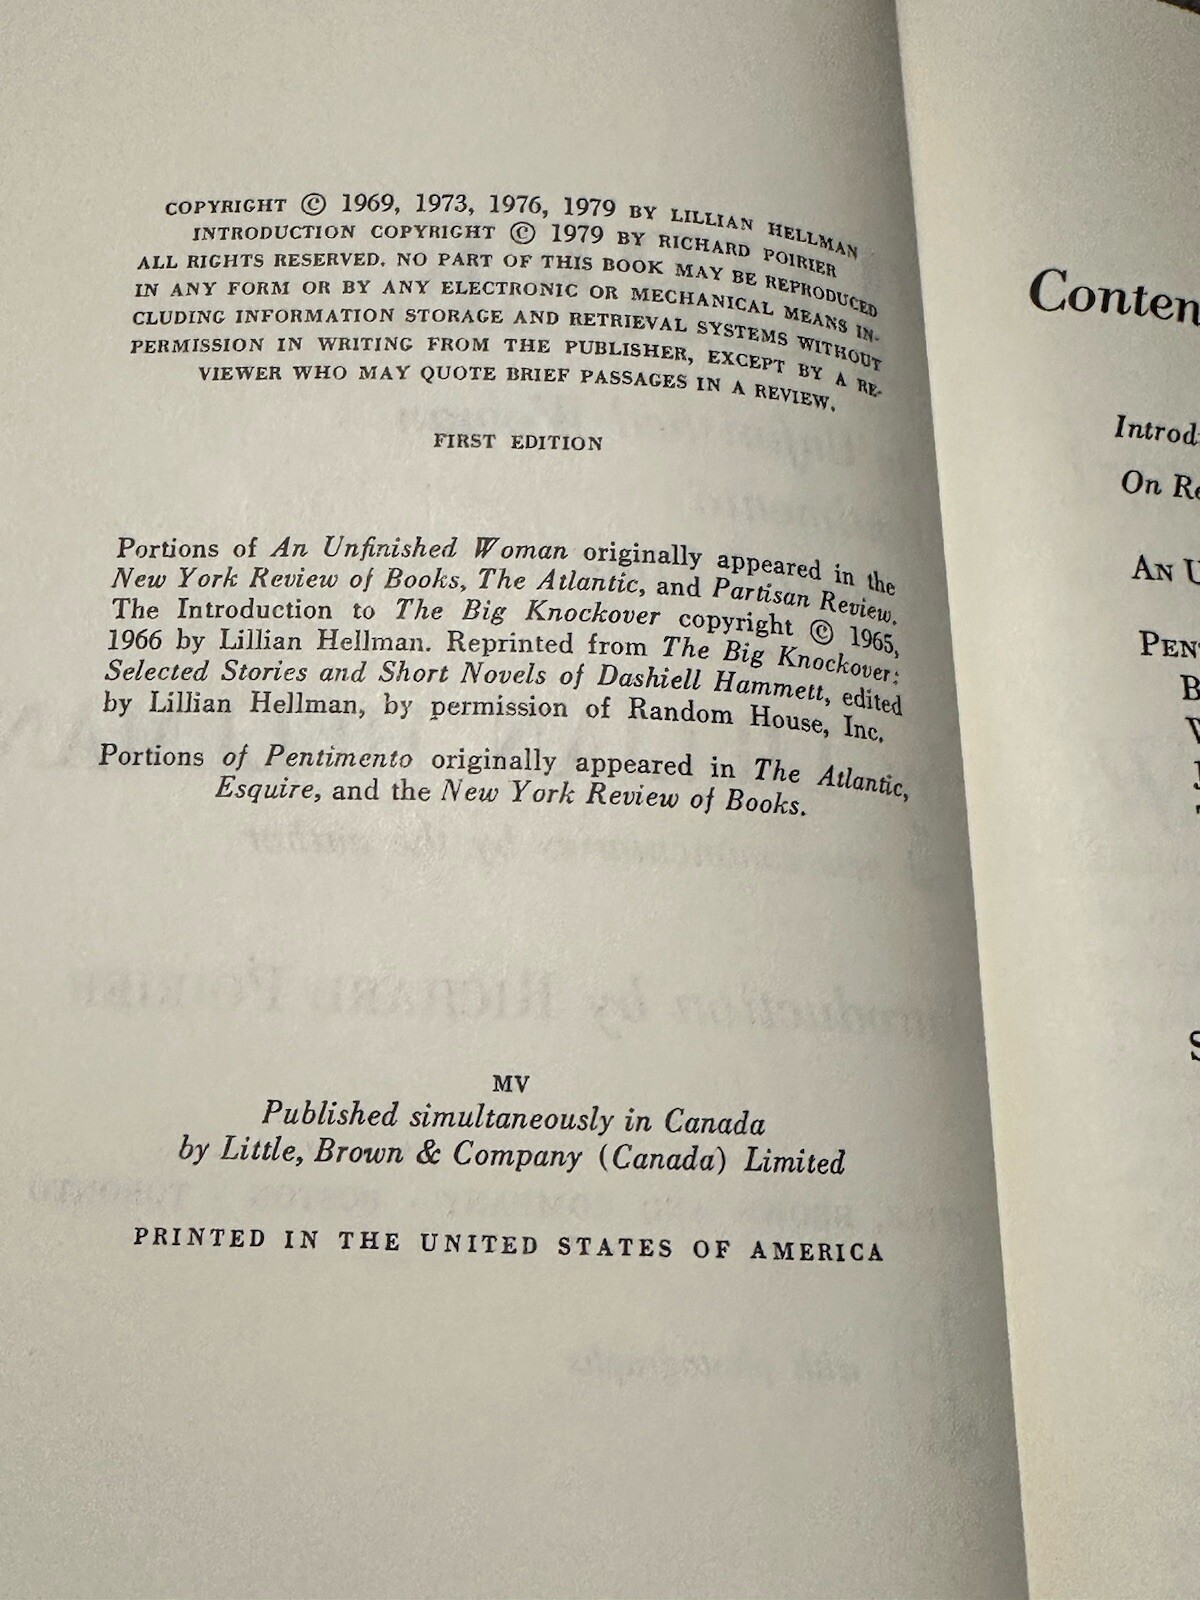 COPYRIGHT © 1969, 1973, 1976, 1979 BY LILLIAN HELLMAN
INTRODUCTION COPYRIGHT © 1979 BY RICHARD POIRIER
ALL RIGHTS RESERVED. NO PART OF THIS BOOK MAY BE REPRODUCED
IN ANY FORM OR BY ANY ELECTRONIC OR MECHANICAL MEANS IN-
CLUDING INFORMATION STORAGE AND RETRIEVAL SYSTEMS WITHOUT
PERMISSION IN WRITING FROM THE PUBLISHER, EXCEPT BY A RE-
VIEWER WHO MAY QUOTE BRIEF PASSAGES IN A REVIEW.
FIRST EDITION
Portions of An Unfinished Woman originally appeared in the
New York Review of Books, The Atlantic, and Partisan Review.
The Introduction to The Big Knockover copyright © 1965,
1966 by Lillian Hellman. Reprinted from The Big Knockover:
Selected Stories and Short Novels of Dashiell Hammett, edited
by Lillian Hellman, by permission of Random House, Inc.
Portions of Pentimento originally appeared in The Atlantic,
Esquire, and the New York Review of Books.
MV
Published simultaneously in Canada
by Little, Brown & Company (Canada) Limited
PRINTED IN THE UNITED STATES OF AMERICA
Conten
Introd
On Re
AN U
PEN
B
S